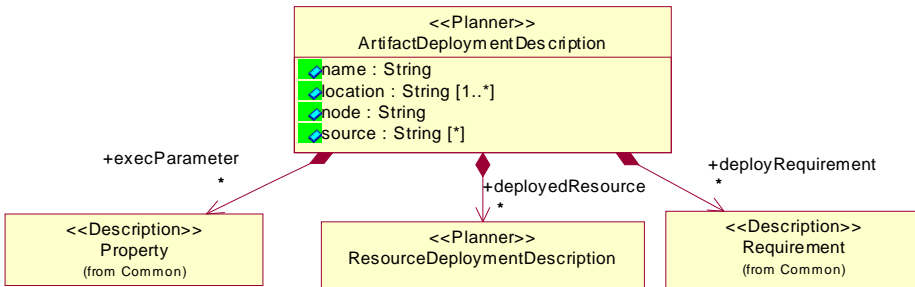 <<Planner>>
ArtifactDeploymentDescription
name : String
location : String [1..*]
node : String
source : String [*]
+execParameter
*
+deployedResource
*
+deployRequirement
*
<<Description>>
Property
(from Common)
<<Planner>>
ResourceDeploymentDescription
<<Description>>
Requirement
(from Common)